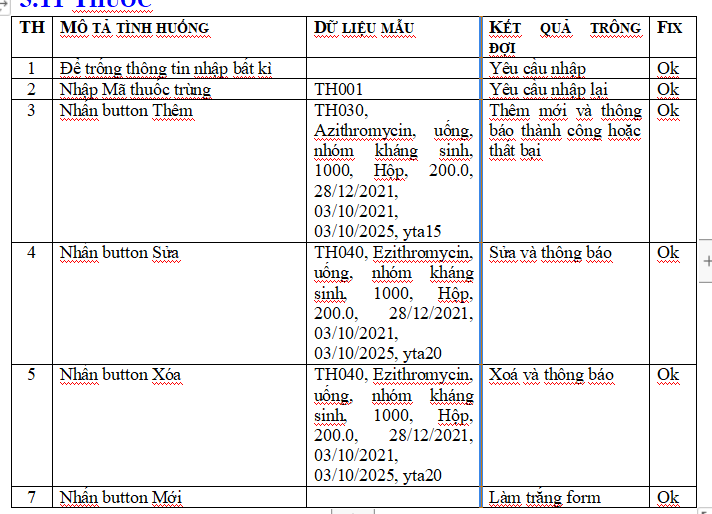 5.11 THUỐC
TH MÔ TẢ TÌNH HUỐNG DỮ LIỆU MẪU KẾT QUẢ TRÔNG ĐỢI FIX
1 Để trống thông tin nhập bất kì Yêu cầu nhập Ok
2 Nhập Mã thuốc trùng TH001 Yêu cầu nhập lại Ok
3 Nhấn button Thêm TH030, Thêm mới và thông Ok
Azithromycin, uống, báo thành công hoặc
nhóm kháng sinh, thất bại
1000, Hộp, 200.0,
28/12/2021,
03/10/2021,
03/10/2025, yta15
4 Nhấn button Sửa TH040, Ezithromycin, Sửa và thông báo Ok
uống, nhóm kháng
sinh, 1000, Hộp,
200.0, 28/12/2021,
03/10/2021,
03/10/2025, yta20
5 Nhấn button Xóa TH040, Ezithromycin, Xoá và thông báo Ok
uống, nhóm kháng
sinh, 1000, Hộp,
200.0, 28/12/2021,
03/10/2021,
03/10/2025, yta20
7 Nhấn button Mới Làm trắng form Ok